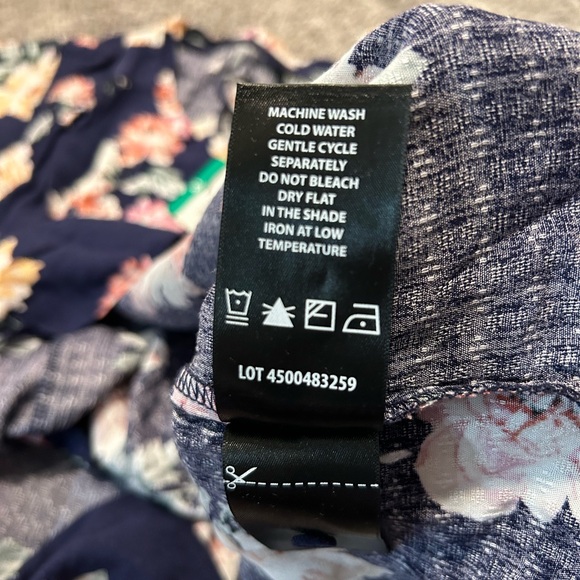 MACHINE WASH
COLD WATER
GENTLE CYCLE
SEPARATELY
DO NOT BLEACH
DRY FLAT
IN THE SHADE
IRON AT LOW
TEMPERATURE
LOT 4500483259